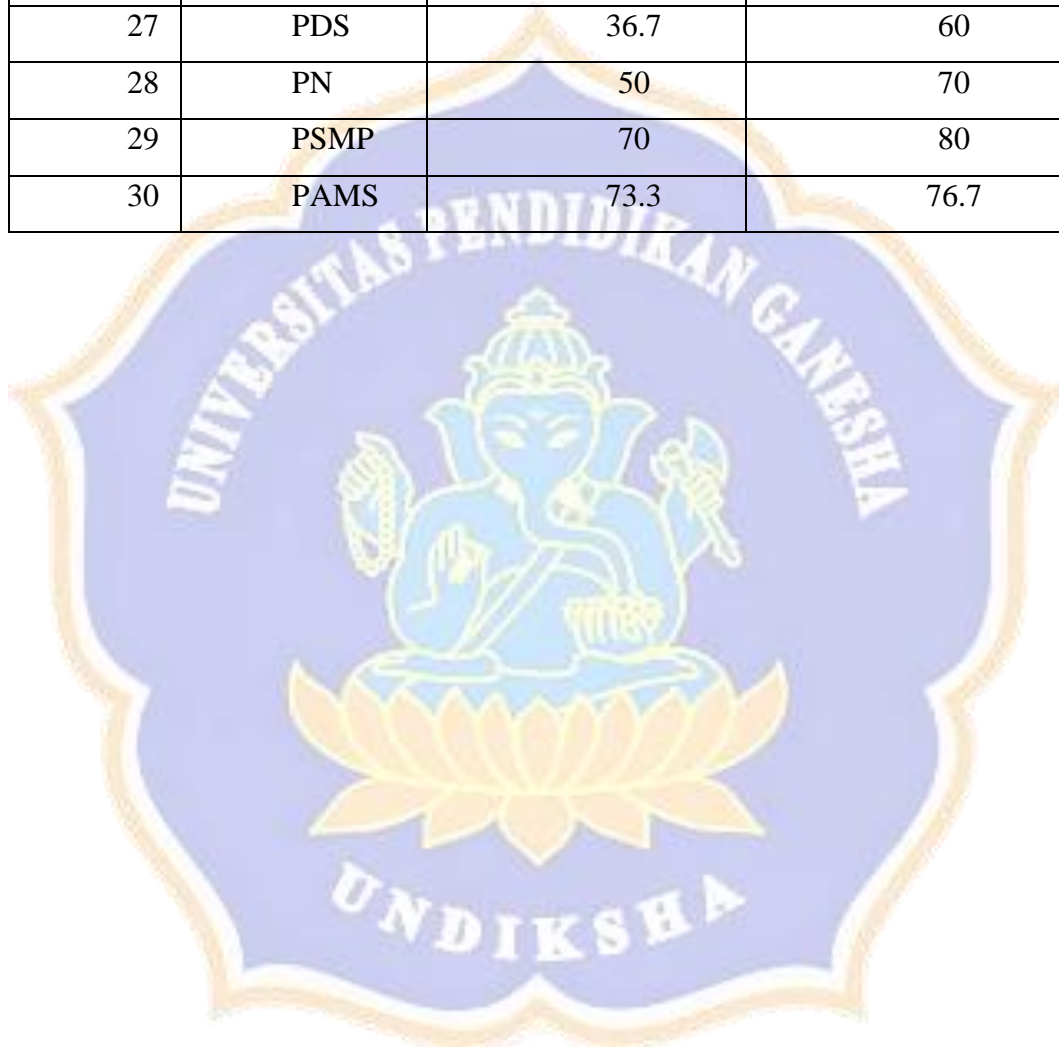 27 PDS 36.7 60
28 PN 50 70
29 PSMP 70 80
30 PAMS 73.3 76.7
UNIVERSITAS PENDIDIKAN GANESHA
UNDIKSHA